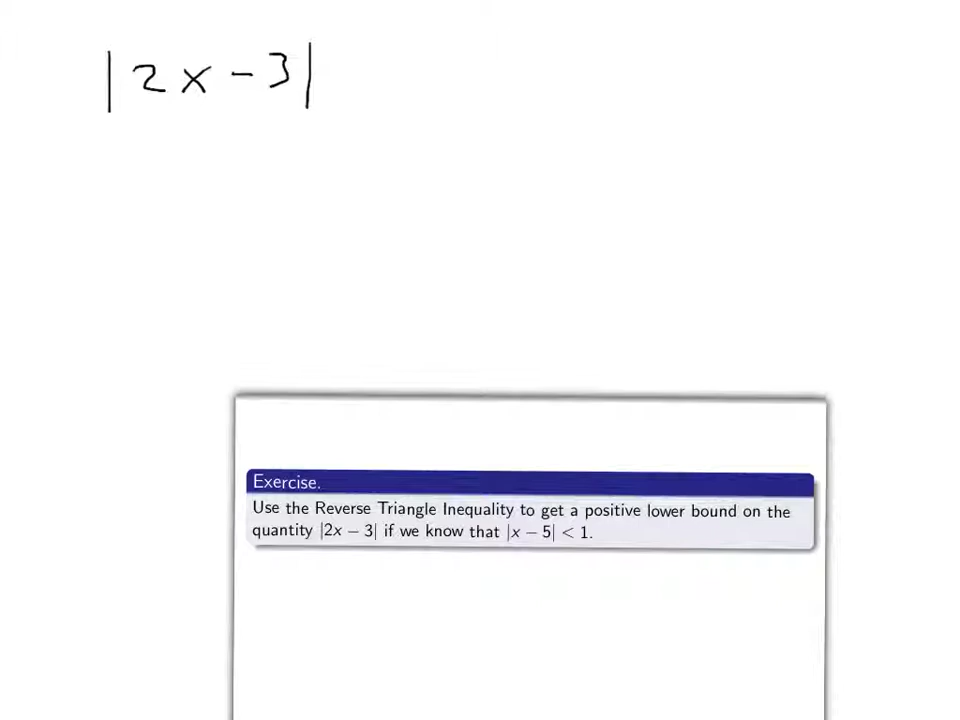 |2x-3|
Exercise.
Use the Reverse Triangle Inequality to get a positive lower bound on the
quantity |2x − 3| if we know that |x − 5| < 1.